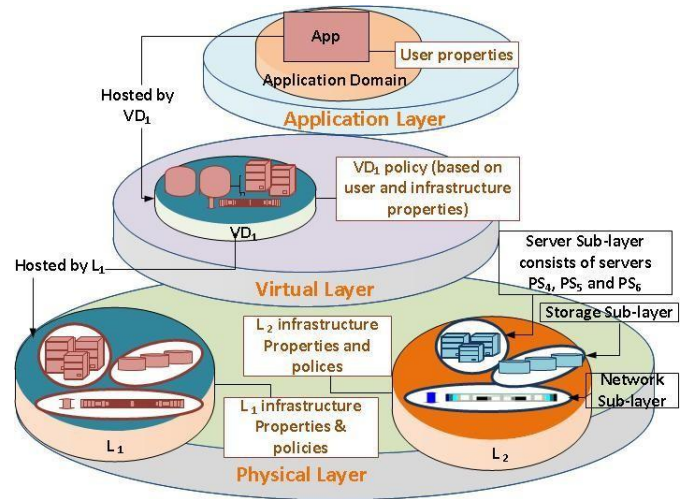 App
User properties
Application Domain
Application Layer
Hosted by
VD₁
VD₁ policy (based on
user and infrastructure
properties)
VD₁
Virtual Layer
Hosted by L₁
Server Sub-layer
consists of servers
PS₄, PS₅ and PS₆
Storage Sub-layer
L₂ infrastructure
Properties and
polices
Network
Sub-layer
L₁ infrastructure
Properties &
policies
L₁
L₂
Physical Layer